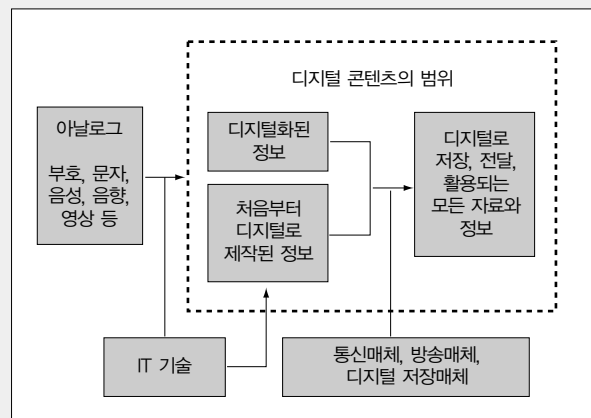 디지털 콘텐츠의 범위
아날로그
부호, 문자,
음성, 음향,
영상 등
디지털화된
정보
처음부터
디지털로
제작된 정보
디지털로
저장, 전달,
활용되는
모든 자료와
정보
IT 기술
통신매체, 방송매체,
디지털 저장매체